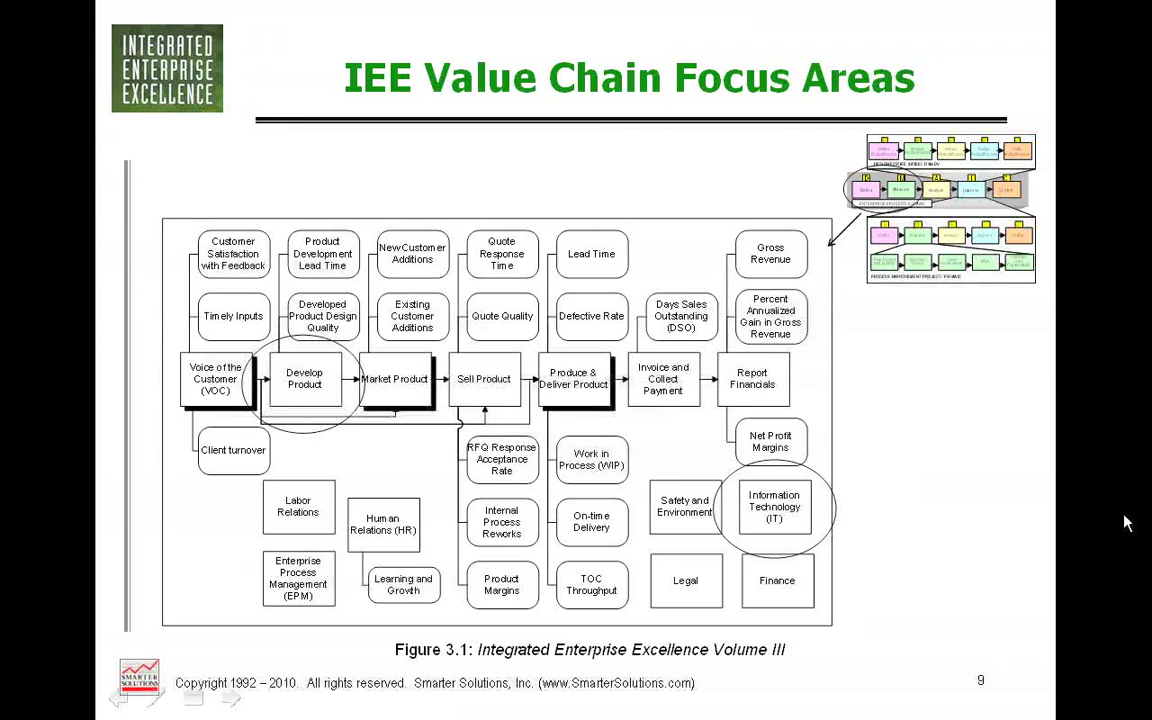 INTEGRATED
ENTERPRISE
EXCELLENCE
IEE Value Chain Focus Areas
Customer
Satisfaction
with Feedback
Product
Development
Lead Time
New Customer
Additions
Quote
Response
Time
Lead Time
Gross
Revenue
Timely Inputs
Developed
Product Design
Quality
Existing
Customer
Additions
Quote Quality
Defective Rate
Days Sales
Outstanding
(DSO)
Percent
Annualized
Gain in Gross
Revenue
Voice of the
Customer
(VOC)
Develop
Product
Market Product
Sell Product
Produce &
Deliver Product
Invoice and
Collect
Payment
Report
Financials
Client turnover
RFQ Response
Acceptance
Rate
Work in
Process (WIP)
Net Profit
Margins
Labor
Relations
Human
Relations (HR)
Internal
Process
Reworks
On-time
Delivery
Safety and
Environment
Information
Technology
(IT)
Enterprise
Process
Management
(EPM)
Learning and
Growth
Product
Margins
TOC
Throughput
Legal
Finance
Figure 3.1: Integrated Enterprise Excellence Volume III
SMARTER
SOLUTIONS
Copyright 1992 – 2010. All rights reserved. Smarter Solutions, Inc. (www.SmarterSolutions.com)
9